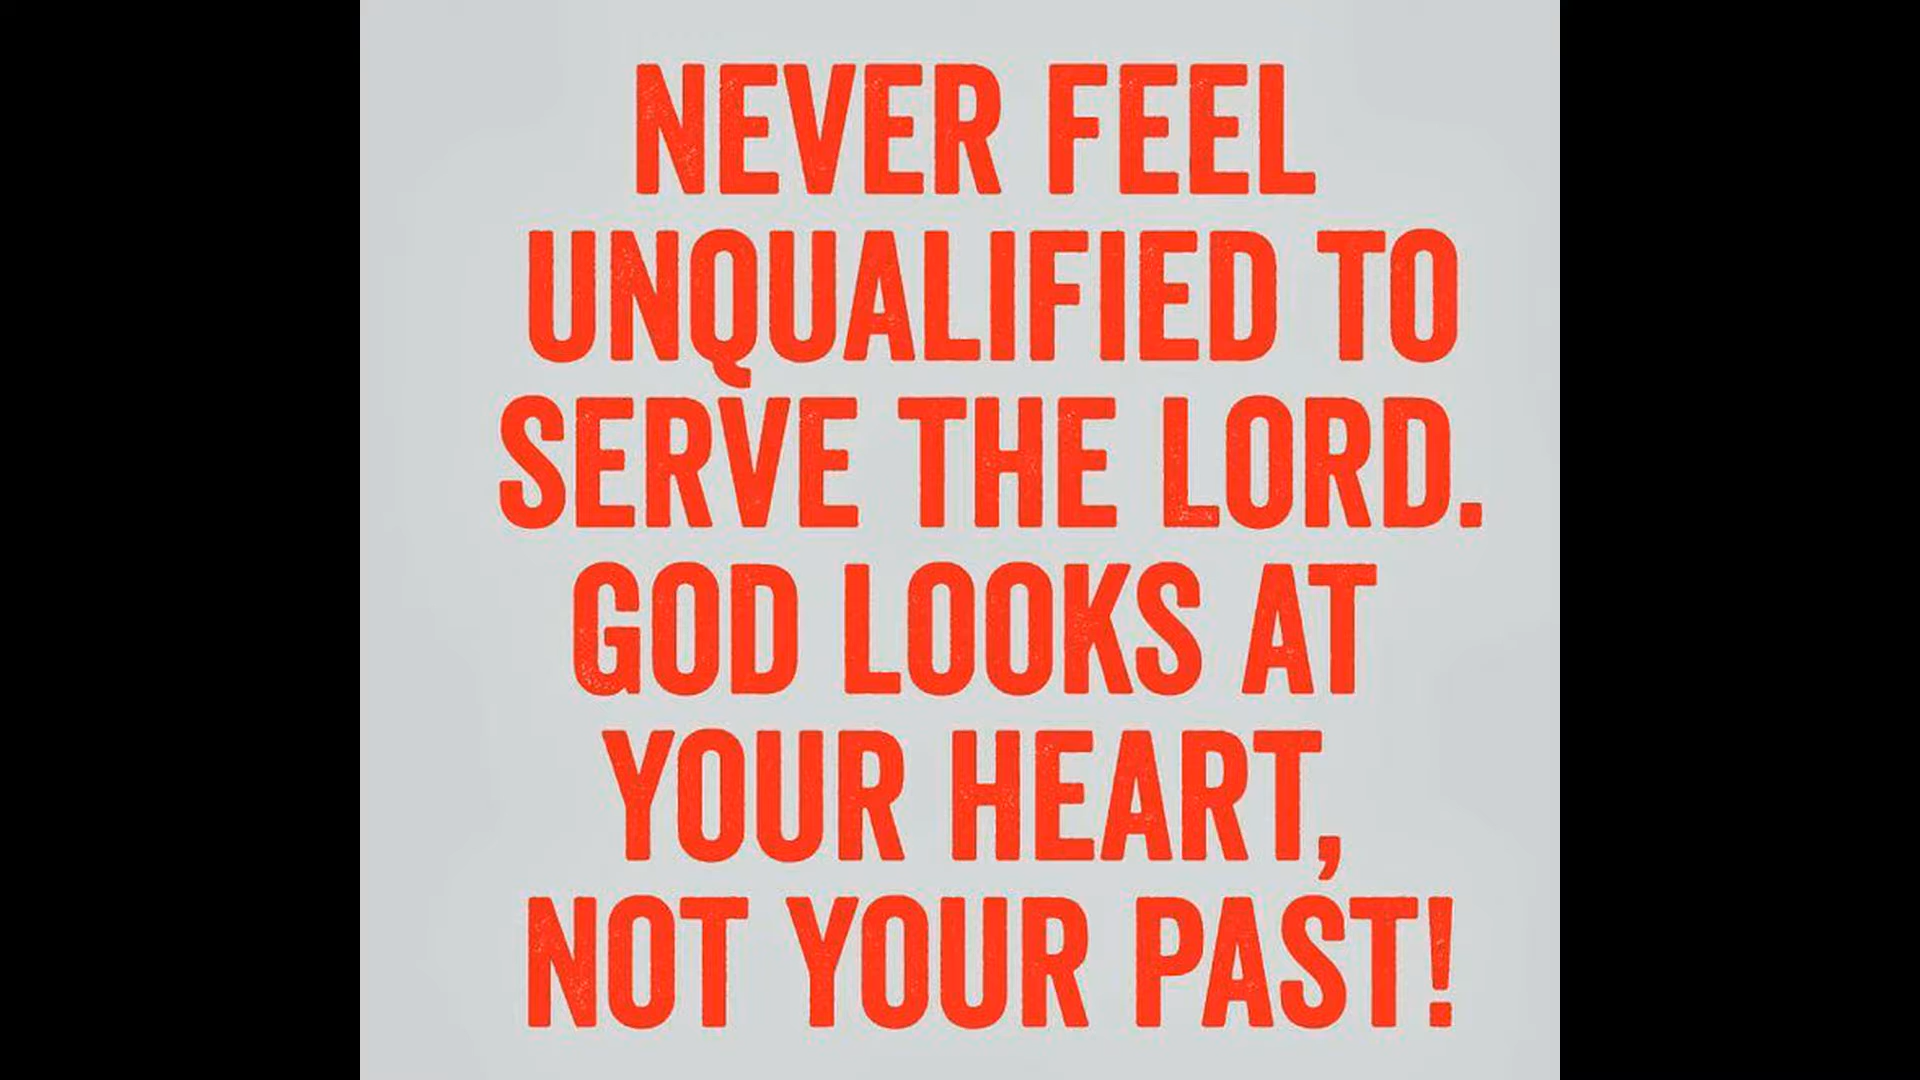 NEVER FEEL
UNQUALIFIED TO
SERVE THE LORD.
GOD LOOKS AT
YOUR HEART,
NOT YOUR PAST!